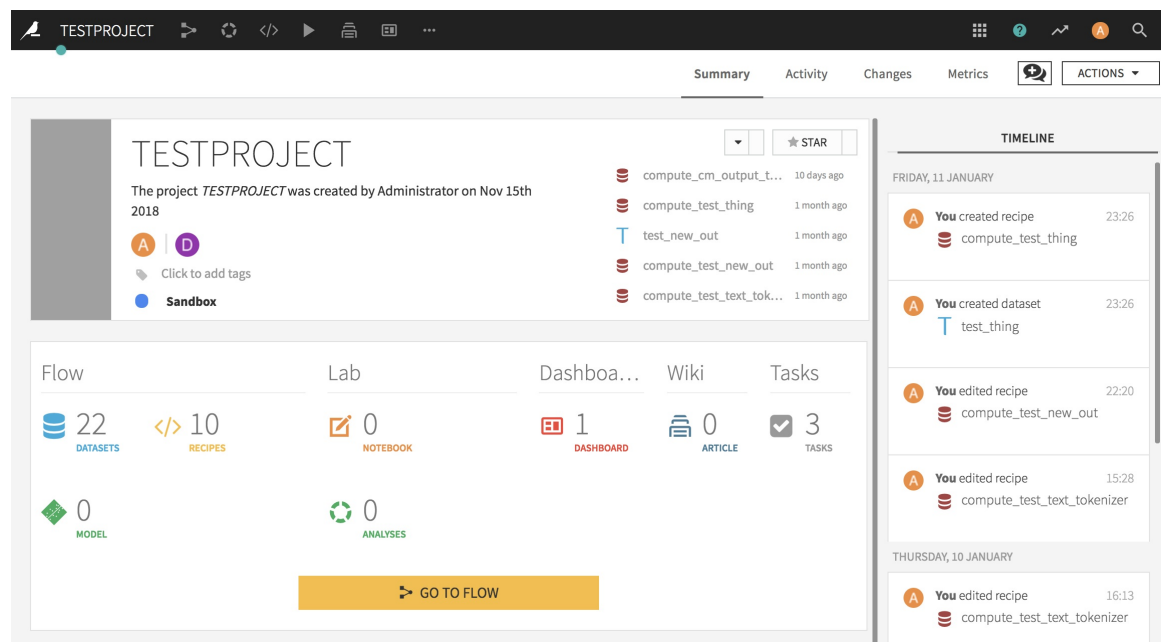 TESTPROJECT
A
Summary Activity Changes Metrics ACTIONS
TESTPROJECT
The project TESTPROJECT was created by Administrator on Nov 15th
2018
A D
Click to add tags
Sandbox
STAR
compute_cm_output_t... 10 days ago
compute_test_thing 1 month ago
test_new_out 1 month ago
compute_test_new_out 1 month ago
compute_test_text_tok... 1 month ago
Flow Lab Dashboa... Wiki Tasks
22 DATASETS
10 RECIPES
0 NOTEBOOK
1 DASHBOARD
0 ARTICLE
3 TASKS
0 MODEL
0 ANALYSES
GO TO FLOW
TIMELINE
FRIDAY, 11 JANUARY
A You created recipe 23:26
compute_test_thing
A You created dataset 23:26
test_thing
A You edited recipe 22:20
compute_test_new_out
A You edited recipe 15:28
compute_test_text_tokenizer
THURSDAY, 10 JANUARY
A You edited recipe 16:13
compute_test_text_tokenizer